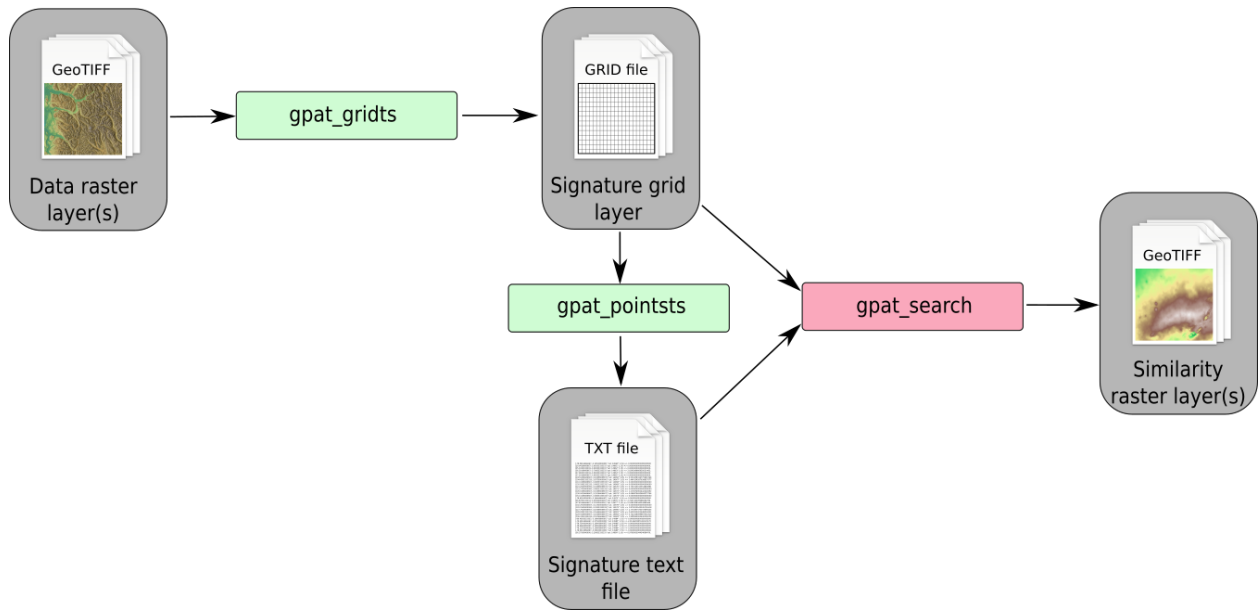 GeoTIFF
Data raster
layer(s)
gpat_gridts
GRID file
Signature grid
layer
gpat_pointsts
TXT file
Signature text
file
gpat_search
GeoTIFF
Similarity
raster layer(s)